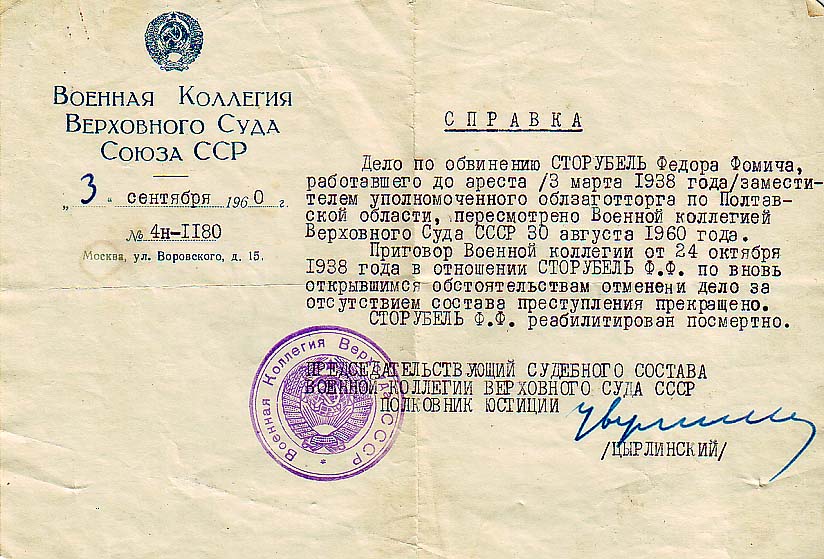 ВОЕННАЯ КОЛЛЕГИЯ
ВЕРХОВНОГО СУДА
СОЮЗА ССР
„3" сентября 1960 г.
№ 4н-II80
Москва, ул. Воровского, д. 15.
СПРАВКА
Дело по обвинению СТОРУБЕЛЬ Федора Фомича,
работавшего до ареста /3 марта 1938 года/замести-
телем уполномоченного облзаготторга по Полтав-
ской области, пересмотрено Военной коллегией
Верховного Суда СССР 30 августа 1960 года.
Приговор Военной коллегии от 24 октября
1938 года в отношении СТОРУБЕЛЬ Ф.Ф. по вновь
открывшимся обстоятельствам отменен и дело за
отсутствием состава преступления прекращено.
СТОРУБЕЛЬ Ф.Ф. реабилитирован посмертно.
ПРЕДСЕДАТЕЛЬСТВУЮЩИЙ СУДЕБНОГО СОСТАВА
ВОЕННОЙ КОЛЛЕГИИ ВЕРХОВНОГО СУДА СССР
ПОЛКОВНИК ЮСТИЦИИ
/ЦЫРЛИНСКИЙ/
Военная Коллегия Верх СССР